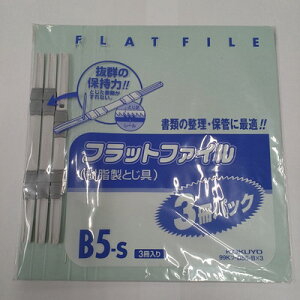 FLAT FILE
抜群の
保持力!!
書類の整理・保管に最適!!
フラットファイル
(樹脂製とじ具)
3冊パック
B5-S
3冊入り
KOKUYO